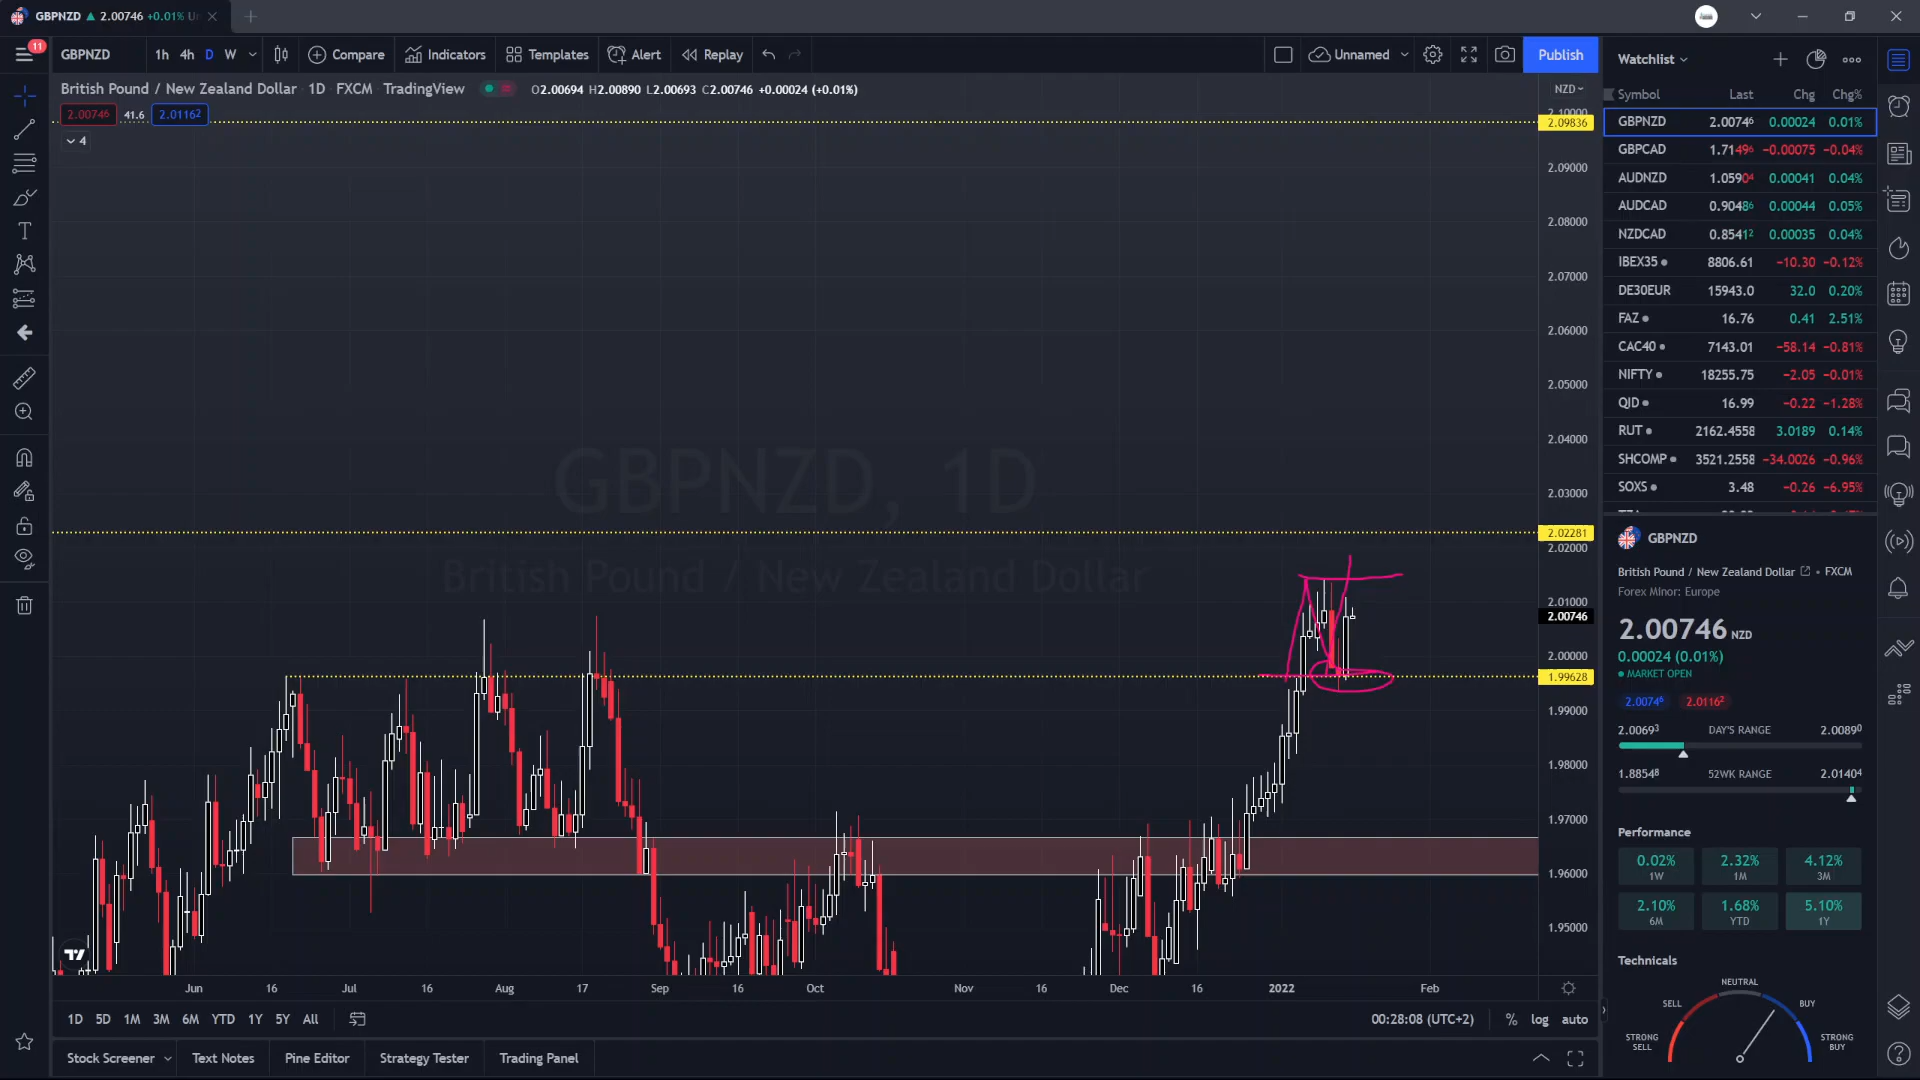 GBPNZD ▲ 2.00746 +0.01%
11
GBPNZD 1h 4h D W Compare Indicators Templates Alert Replay Unnamed Publish
British Pound / New Zealand Dollar 1D FXCM TradingView O2.00694 H2.00890 L2.00693 C2.00746 +0.00024 (+0.01%)
2.00746 41.6 2.01162
4
NZD
2.10000
2.09836
2.09000
2.08000
2.07000
2.06000
2.05000
2.04000
2.03000
2.02281
2.02000
2.01000
2.00746
2.00000
1.99628
1.99000
1.98000
1.97000
1.96000
1.95000
GBPNZD, 1D
British Pound / New Zealand Dollar
Jun 16 Jul 16 Aug 17 Sep 16 Oct Nov 16 Dec 16 2022 Feb
1D 5D 1M 3M 6M YTD 1Y 5Y All 00:28:08 (UTC+2) % log auto
Stock Screener Text Notes Pine Editor Strategy Tester Trading Panel
Watchlist
Symbol Last Chg Chg%
GBPNZD 2.00746 0.00024 0.01%
GBPCAD 1.71496 −0.00075 −0.04%
AUDNZD 1.05904 0.00041 0.04%
AUDCAD 0.90486 0.00044 0.05%
NZDCAD 0.85412 0.00035 0.04%
IBEX35 8806.61 −10.30 −0.12%
DE30EUR 15943.0 32.0 0.20%
FAZ 16.76 0.41 2.51%
CAC40 7143.01 −58.14 −0.81%
NIFTY 18255.75 −2.05 −0.01%
QID 16.99 −0.22 −1.28%
RUT 2162.4558 3.0189 0.14%
SHCOMP 3521.2558 −34.0026 −0.96%
SOXS 3.48 −0.26 −6.95%
GBPNZD
British Pound / New Zealand Dollar • FXCM
Forex Minor: Europe
2.00746 NZD
0.00024 (0.01%)
MARKET OPEN
2.00746 2.01162
2.00693 DAY'S RANGE 2.00890
1.88548 52WK RANGE 2.01404
Performance
0.02% 2.32% 4.12%
1W 1M 3M
2.10% 1.68% 5.10%
6M YTD 1Y
Technicals
NEUTRAL
SELL BUY
STRONG SELL STRONG BUY